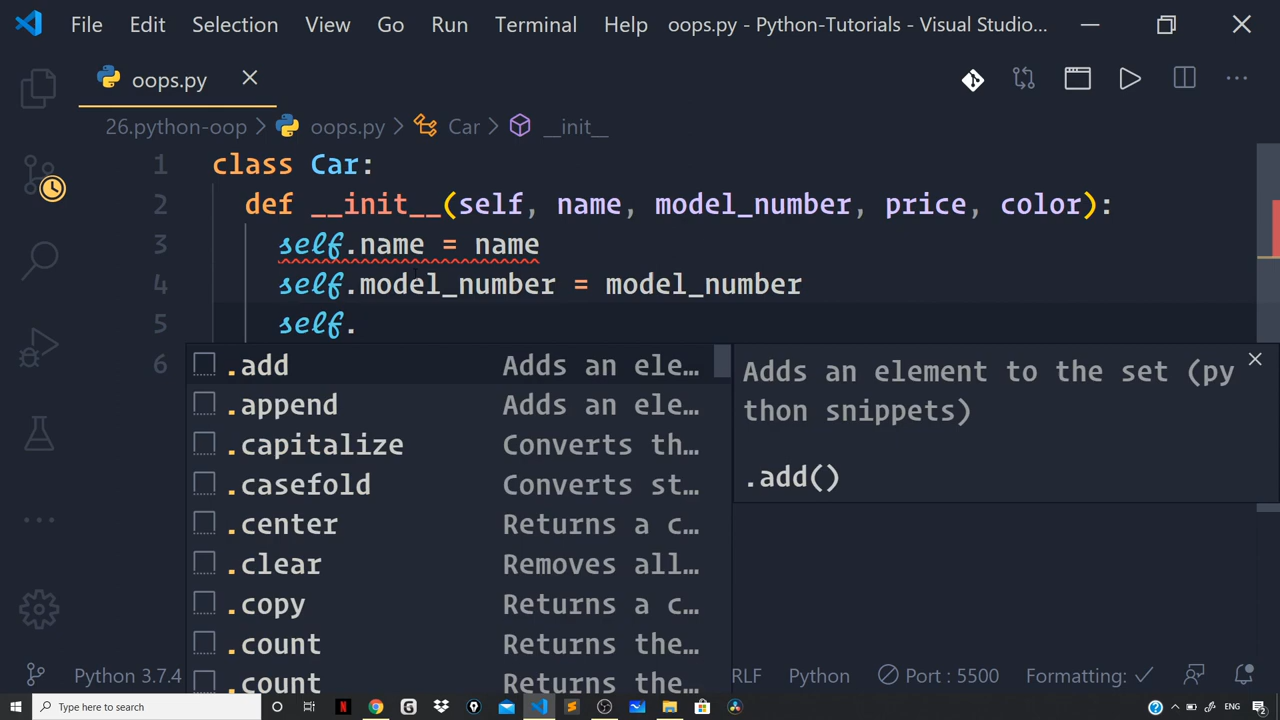 File Edit Selection View Go Run Terminal Help oops.py - Python-Tutorials - Visual Studio...
oops.py
26.python-oop > oops.py > Car > __init__
1 class Car:
2 def __init__(self, name, model_number, price, color):
3 self.name = name
4 self.model_number = model_number
5 self.
6
.add Adds an ele...
.append Adds an ele...
.capitalize Converts th...
.casefold Converts st...
.center Returns a c...
.clear Removes all...
.copy Returns a c...
.count Returns the...
.count Returns the...
Adds an element to the set (py
thon snippets)
.add()
Python 3.7.4 RLF Python Port : 5500 Formatting: ✓
Type here to search ENG